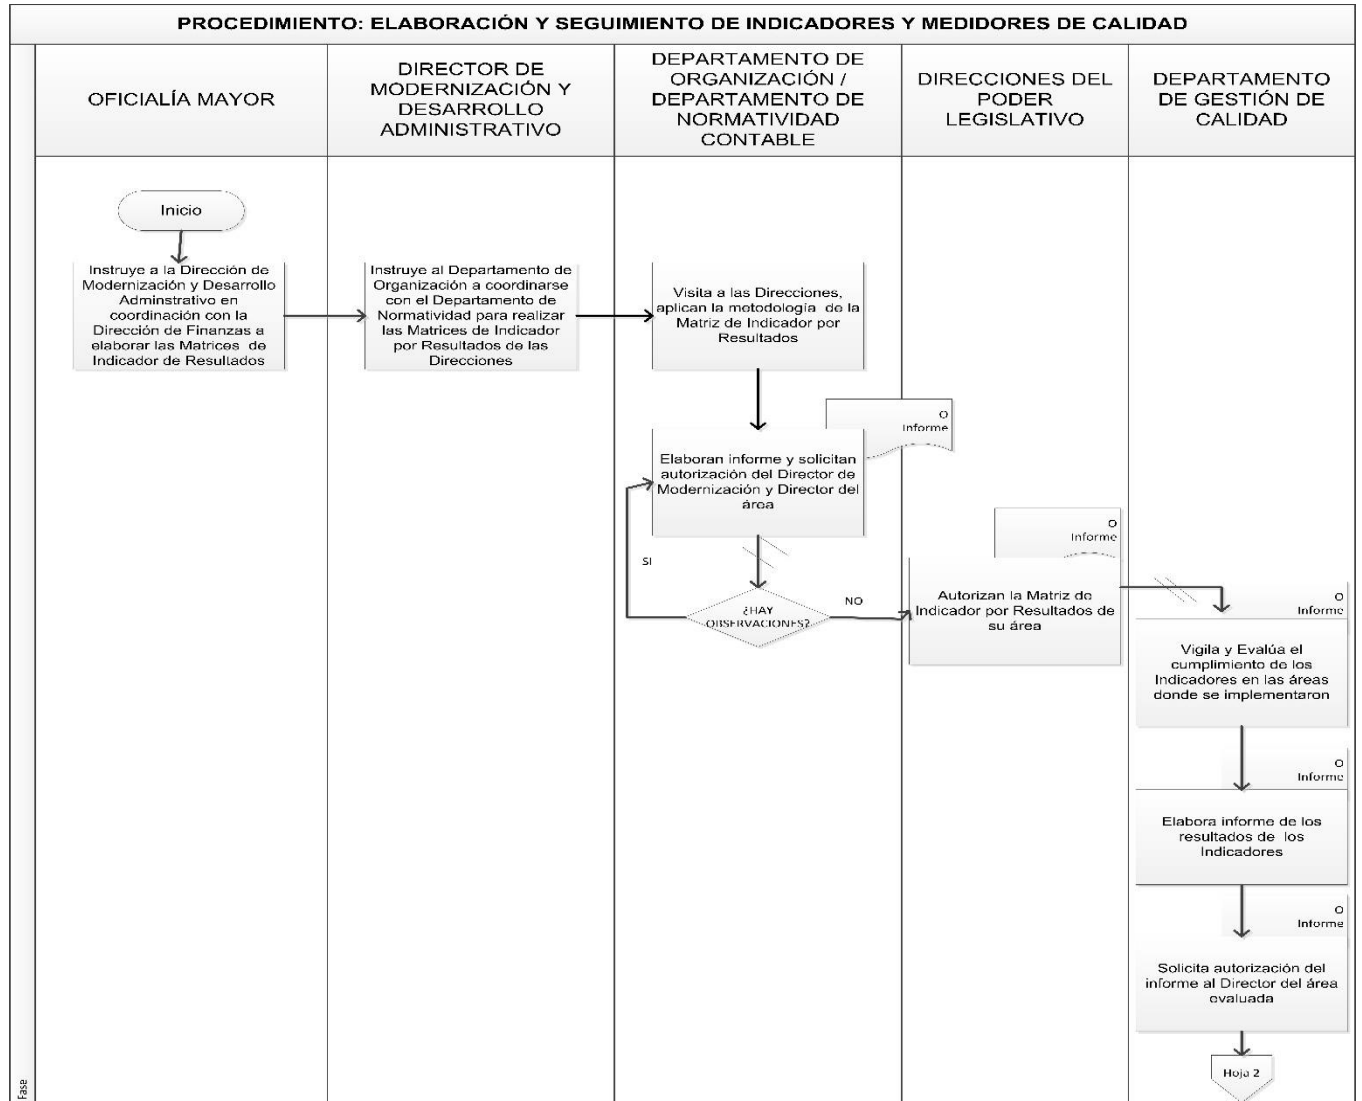 PROCEDIMIENTO: ELABORACIÓN Y SEGUIMIENTO DE INDICADORES Y MEDIDORES DE CALIDAD
OFICIALÍA MAYOR
DIRECTOR DE
MODERNIZACIÓN Y
DESARROLLO
ADMINISTRATIVO
DEPARTAMENTO DE
ORGANIZACIÓN /
DEPARTAMENTO DE
NORMATIVIDAD
CONTABLE
DIRECCIONES DEL
PODER
LEGISLATIVO
DEPARTAMENTO
DE GESTIÓN DE
CALIDAD
Inicio
Instruye a la Dirección de
Modernización y Desarrollo
Adminstrativo en
coordinación con la
Dirección de Finanzas a
elaborar las Matrices de
Indicador de Resultados
Instruye al Departamento de
Organización a coordinarse
con el Departamento de
Normatividad para realizar
las Matrices de Indicador
por Resultados de las
Direcciones
Visita a las Direcciones,
aplican la metodología de la
Matriz de Indicador por
Resultados
O
Informe
Elaboran informe y solicitan
autorización del Director de
Modernización y Director del
área
SI
¿HAY
OBSERVACIONES?
NO
O
Informe
Autorizan la Matriz de
Indicador por Resultados de
su área
O
Informe
Vigila y Evalúa el
cumplimiento de los
Indicadores en las áreas
donde se implementaron
O
Informe
Elabora informe de los
resultados de los
Indicadores
O
Informe
Solicita autorización del
informe al Director del área
evaluada
Hoja 2
Fase